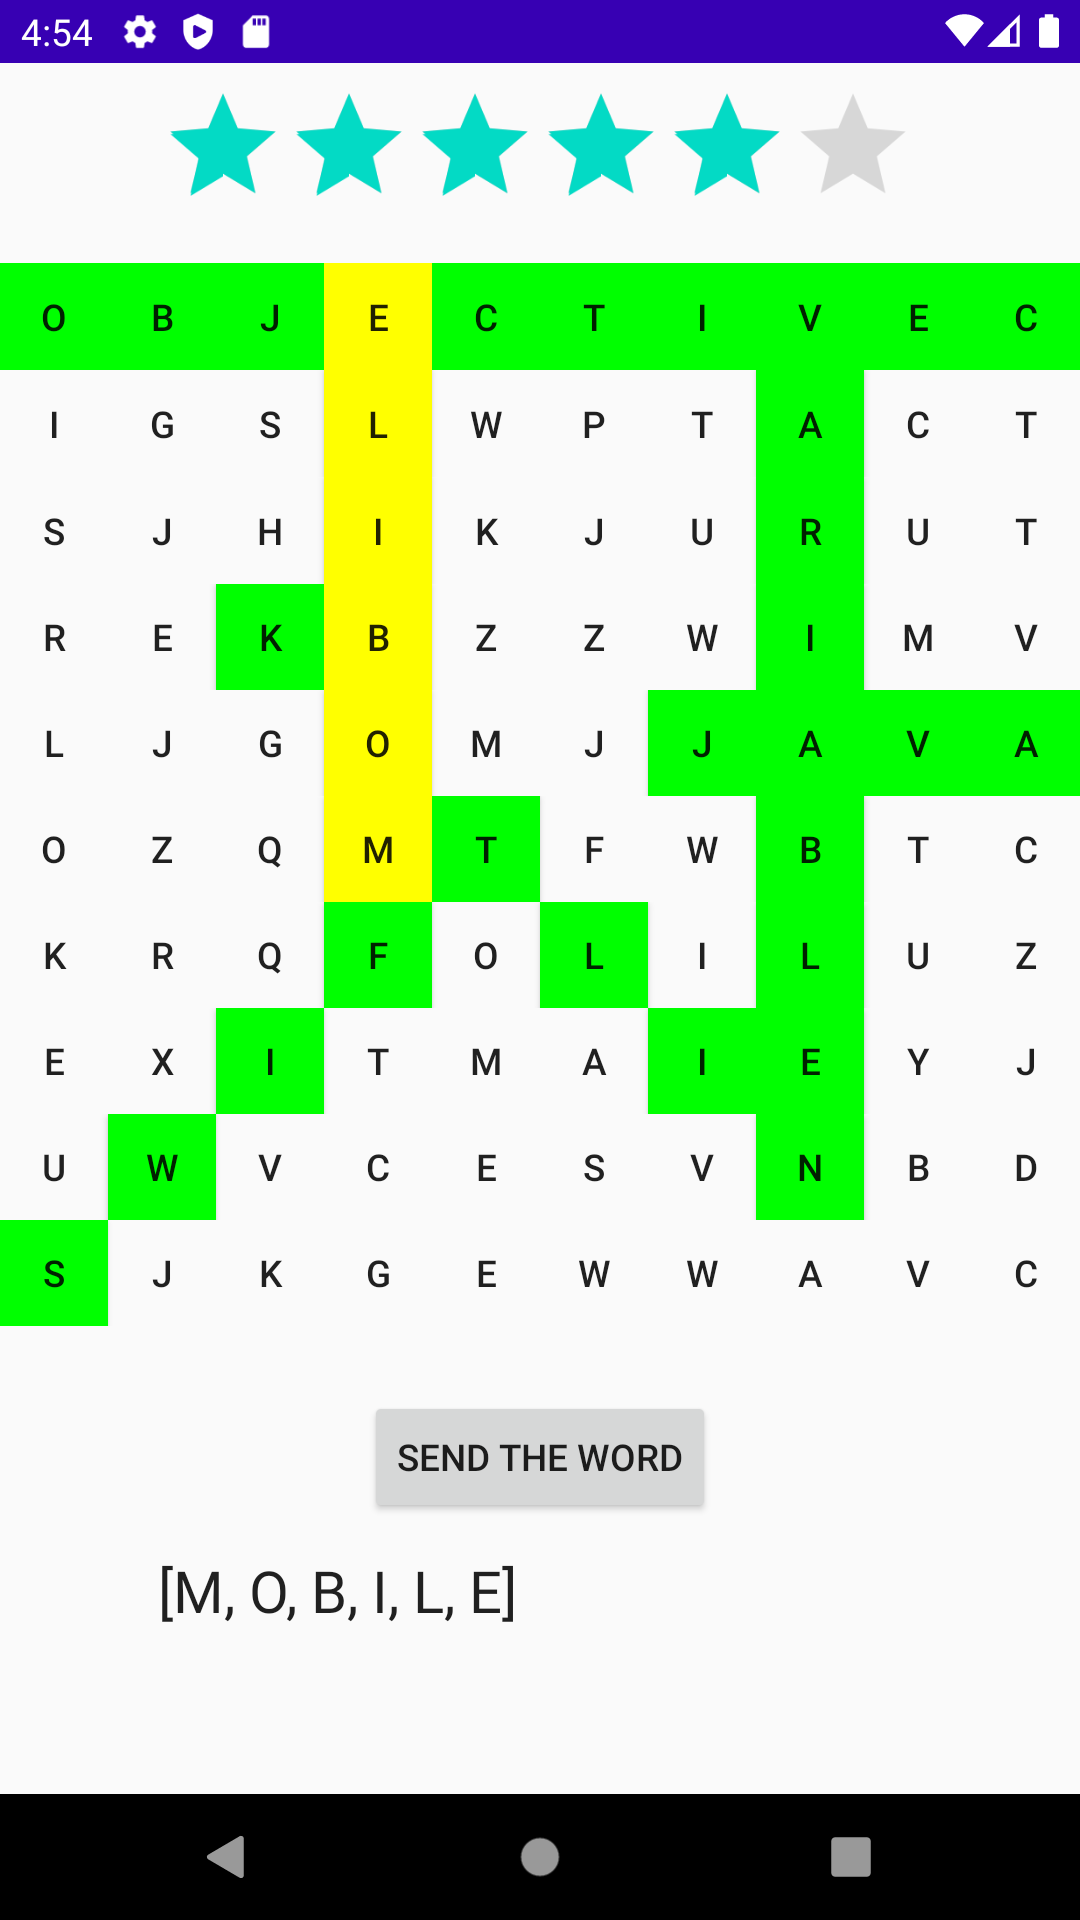 4:54
O B J E C T I V E C
I G S L W P T A C T
S J H I K J U R U T
R E K B Z Z W I M V
L J G O M J J A V A
O Z Q M T F W B T C
K R Q F O L I L U Z
E X I T M A I E Y J
U W V C E S V N B D
S J K G E W W A V C
SEND THE WORD
[M, O, B, I, L, E]